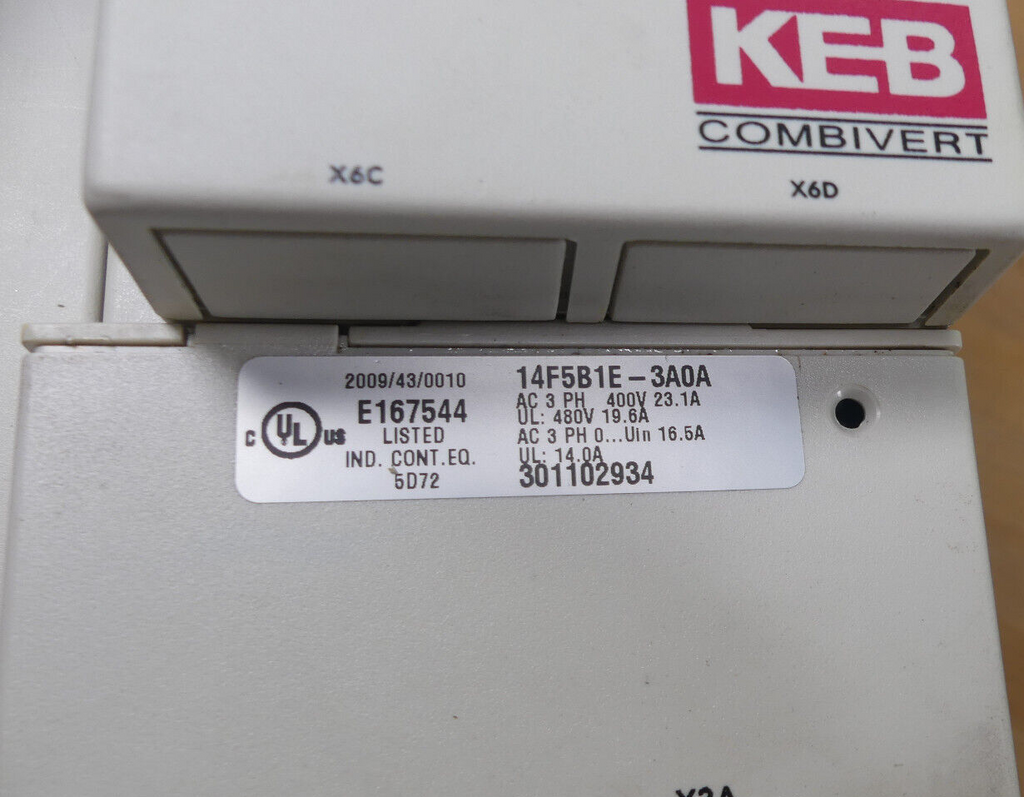 KEB
COMBIVERT
X6C
X6D
2009/43/0010
E167544
c UL us
LISTED
IND. CONT.EQ.
5D72
14F5B1E-3A0A
AC 3 PH 400V 23.1A
UL: 480V 19.6A
AC 3 PH 0...Uin 16.5A
UL: 14.0A
301102934